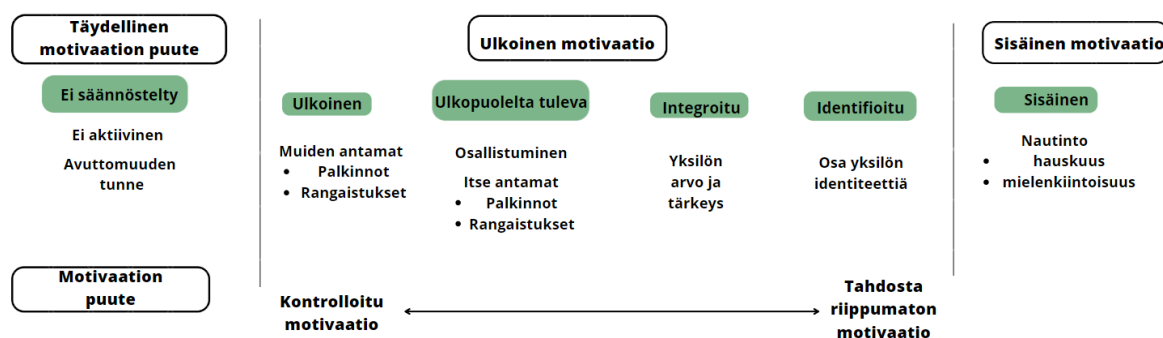 Täydellinen
motivaation puute
Ei säännöstelty
Ei aktiivinen
Avuttomuuden
tunne
Motivaation
puute
Ulkoinen motivaatio
Ulkoinen
Muiden antamat
• Palkinnot
• Rangaistukset
Ulkopuolelta tuleva
Osallistuminen
Itse antamat
• Palkinnot
• Rangaistukset
Integroitu
Yksilön
arvo ja
tärkeys
Identifioitu
Osa yksilön
identiteettiä
Kontrolloitu
motivaatio
Tahdosta
riippumaton
motivaatio
Sisäinen motivaatio
Sisäinen
Nautinto
• hauskuus
• mielenkiintoisuus